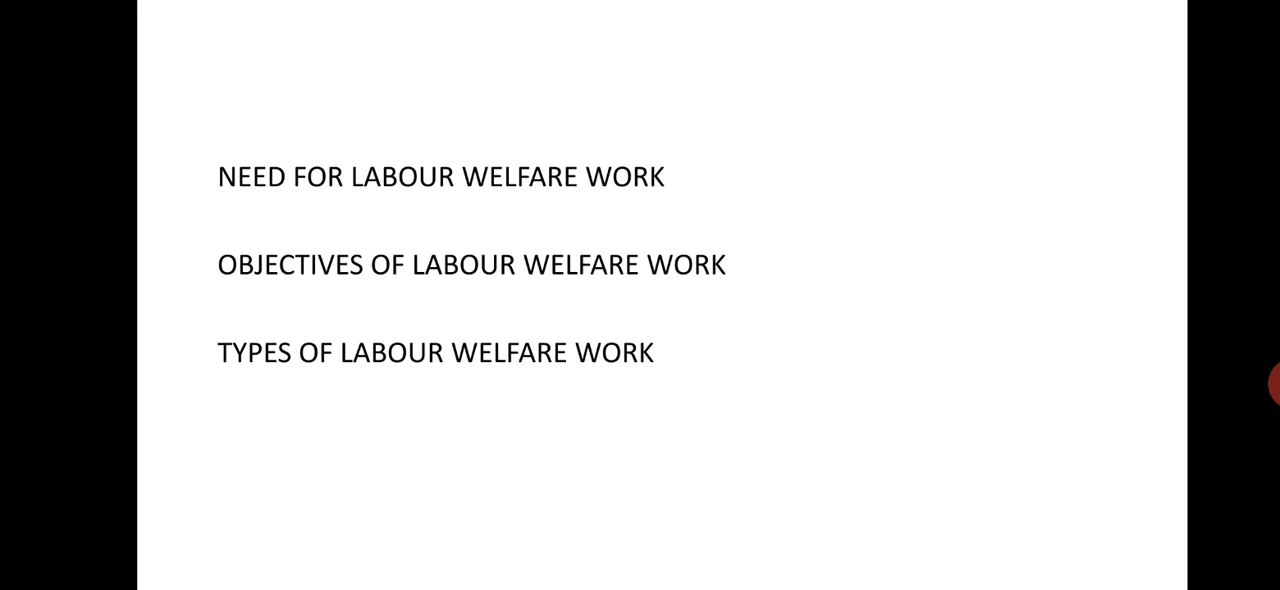 NEED FOR LABOUR WELFARE WORK
OBJECTIVES OF LABOUR WELFARE WORK
TYPES OF LABOUR WELFARE WORK